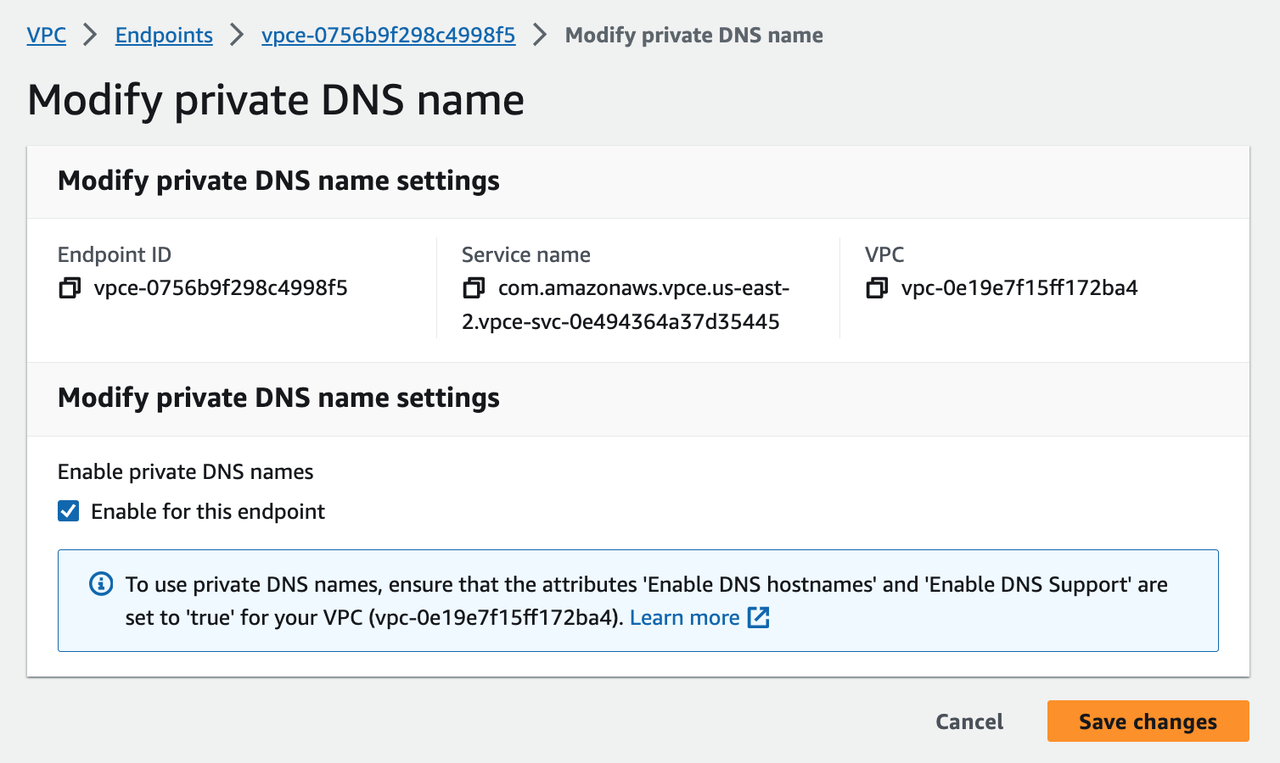 VPC > Endpoints > vpce-0756b9f298c4998f5 > Modify private DNS name
Modify private DNS name
Modify private DNS name settings
Endpoint ID
vpce-0756b9f298c4998f5
Service name
com.amazonaws.vpce.us-east-
2.vpce-svc-0e494364a37d35445
VPC
vpc-0e19e7f15ff172ba4
Modify private DNS name settings
Enable private DNS names
Enable for this endpoint
To use private DNS names, ensure that the attributes 'Enable DNS hostnames' and 'Enable DNS Support' are
set to 'true' for your VPC (vpc-0e19e7f15ff172ba4). Learn more
Cancel
Save changes